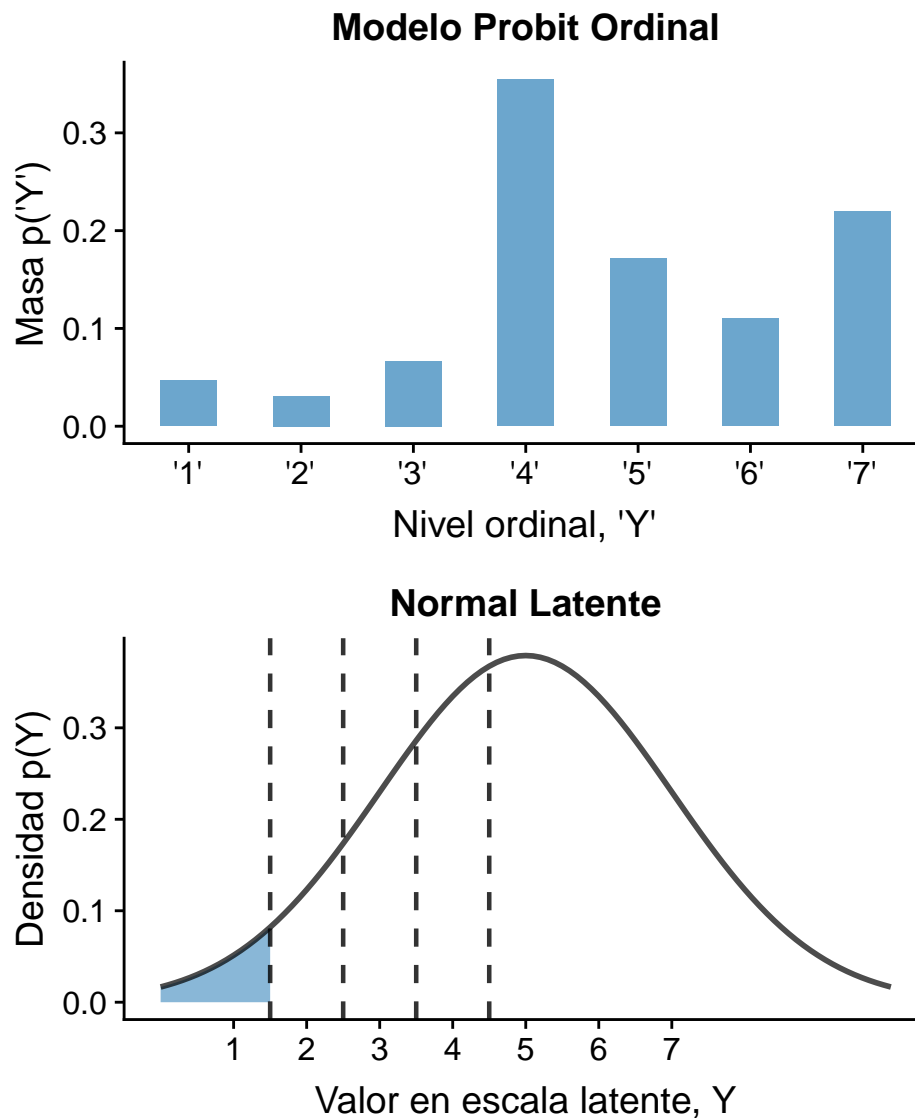 Modelo Probit Ordinal
Masa p('Y')
0.3
0.2
0.1
0.0
'1' '2' '3' '4' '5' '6' '7'
Nivel ordinal, 'Y'
Normal Latente
Densidad p(Y)
0.3
0.2
0.1
0.0
1 2 3 4 5 6 7
Valor en escala latente, Y